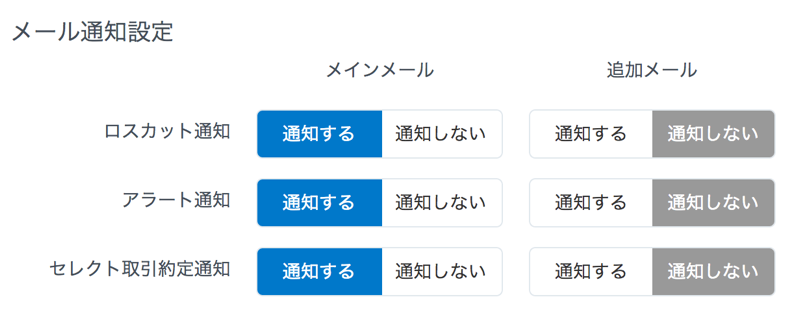 メール通知設定
メインメール 追加メール
ロスカット通知 通知する 通知しない 通知する 通知しない
アラート通知 通知する 通知しない 通知する 通知しない
セレクト取引約定通知 通知する 通知しない 通知する 通知しない